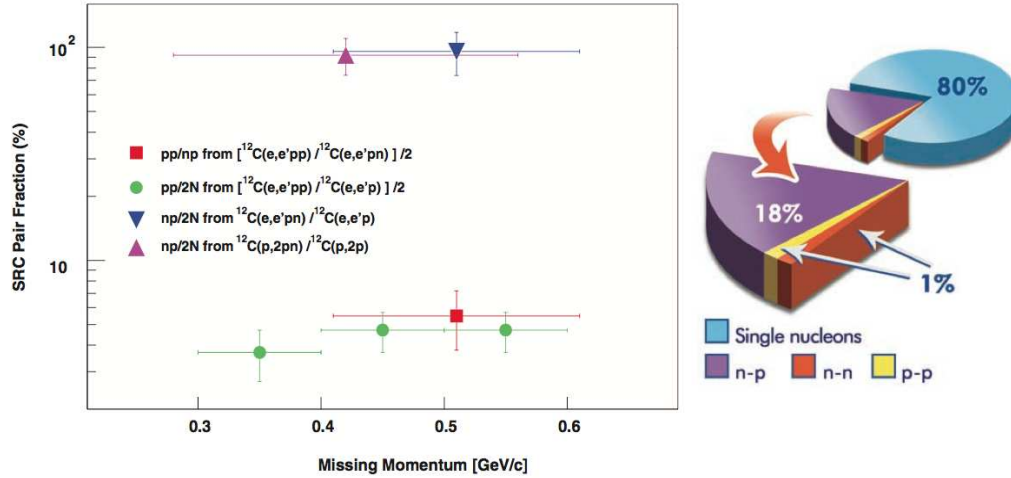 10²
10
SRC Pair Fraction (%)
pp/np from [¹²C(e,e'pp) /¹²C(e,e'pn) ] /2
pp/2N from [¹²C(e,e'pp) /¹²C(e,e'p) ] /2
np/2N from ¹²C(e,e'pn) /¹²C(e,e'p)
np/2N from ¹²C(p,2pn) /¹²C(p,2p)
0.3 0.4 0.5 0.6
Missing Momentum [GeV/c]
80%
18%
1%
Single nucleons
n-p n-n p-p